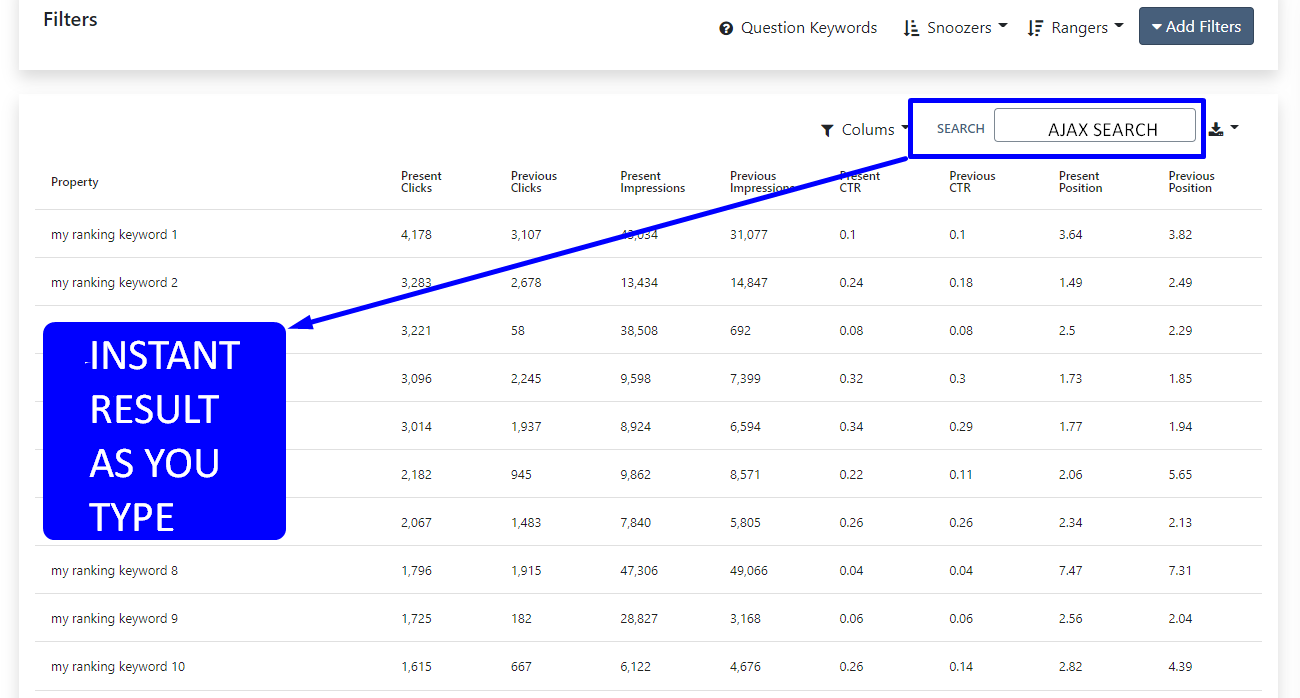 Filters
Question Keywords Snoozers Rangers Add Filters
Colums SEARCH AJAX SEARCH
Property Present Clicks Previous Clicks Present Impressions Previous Impressions Present CTR Previous CTR Present Position Previous Position
my ranking keyword 1 4,178 3,107 43,034 31,077 0.1 0.1 3.64 3.82
my ranking keyword 2 3,283 2,678 13,434 14,847 0.24 0.18 1.49 2.49
3,221 58 38,508 692 0.08 0.08 2.5 2.29
INSTANT
3,096 2,245 9,598 7,399 0.32 0.3 1.73 1.85
RESULT
3,014 1,937 8,924 6,594 0.34 0.29 1.77 1.94
AS YOU
2,182 945 9,862 8,571 0.22 0.11 2.06 5.65
TYPE
2,067 1,483 7,840 5,805 0.26 0.26 2.34 2.13
my ranking keyword 8 1,796 1,915 47,306 49,066 0.04 0.04 7.47 7.31
my ranking keyword 9 1,725 182 28,827 3,168 0.06 0.06 2.56 2.04
my ranking keyword 10 1,615 667 6,122 4,676 0.26 0.14 2.82 4.39